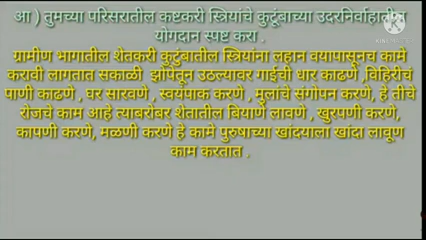 आ ) तुमच्या परिसरातील कष्टकरी स्त्रियांचे कुटूंबाच्या उदरनिर्वाहातील
योगदान स्पष्ट करा .
ग्रामीण भागातील शेतकरी कुटुंबातील स्त्रियांना लहान वयापासूनच कामे
करावी लागतात सकाळी झोपेतून उठल्यावर गाईची धार काढणे ,विहिरीचं
पाणी काढणे , घर सारवणे , स्वयंपाक करणे , मुलांचे संगोपन करणे, हे तीचे
रोजचे काम आहे त्याबरोबर शेतातील बियाणे लावणे , खुरपणी करणे,
कापणी करणे, मळणी करणे हे कामे पुरुषाच्या खांदयाला खांदा लावूण
काम करतात .